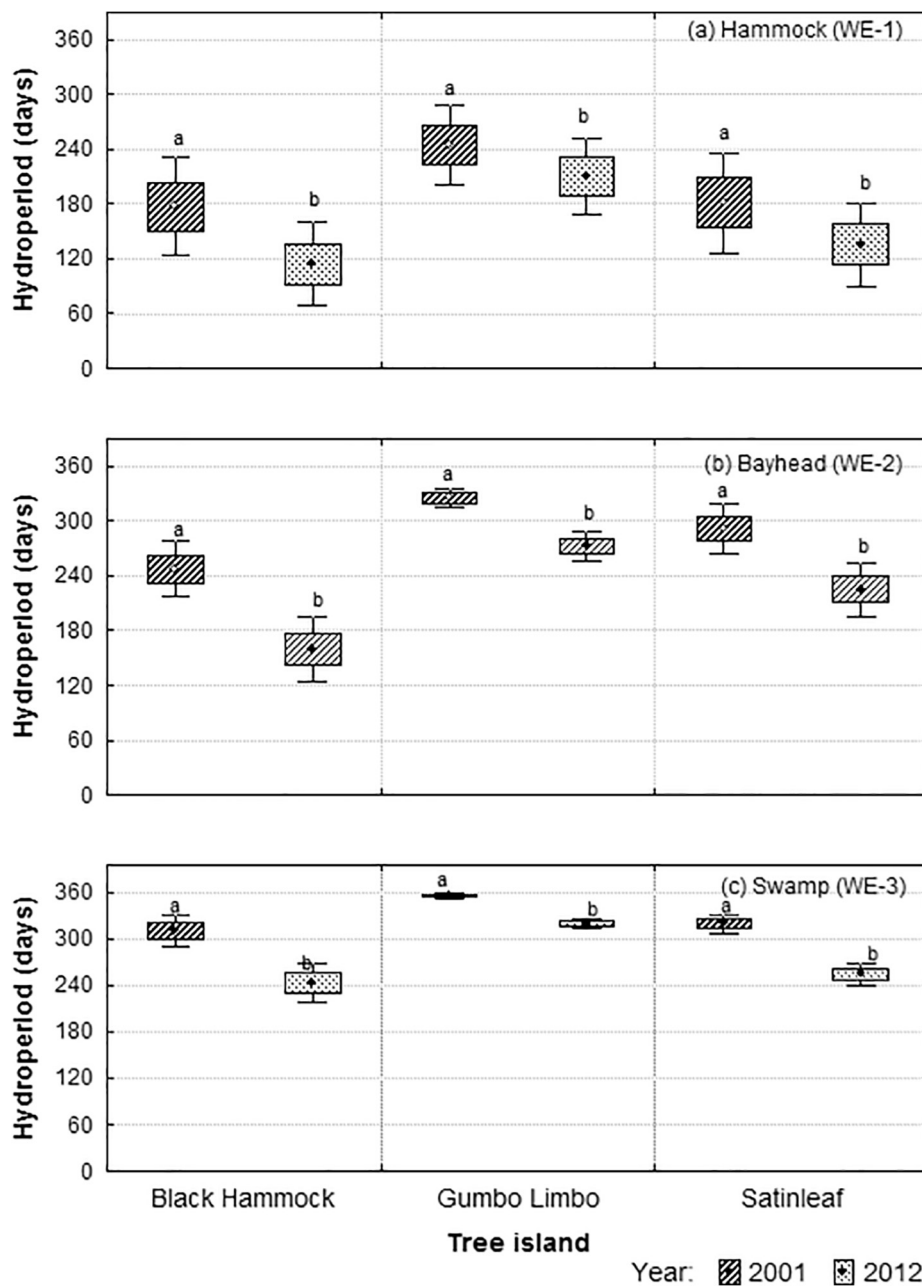 (a) Hammock (WE-1)
Hydroperiod (days)
360
300
240
180
120
60
0
a
b
a
b
a
b
(b) Bayhead (WE-2)
Hydroperiod (days)
360
300
240
180
120
60
0
a
b
a
b
a
b
(c) Swamp (WE-3)
Hydroperiod (days)
360
300
240
180
120
60
0
a
b
a
b
a
b
Black Hammock Gumbo Limbo Satinleaf
Tree island
Year: 2001 2012